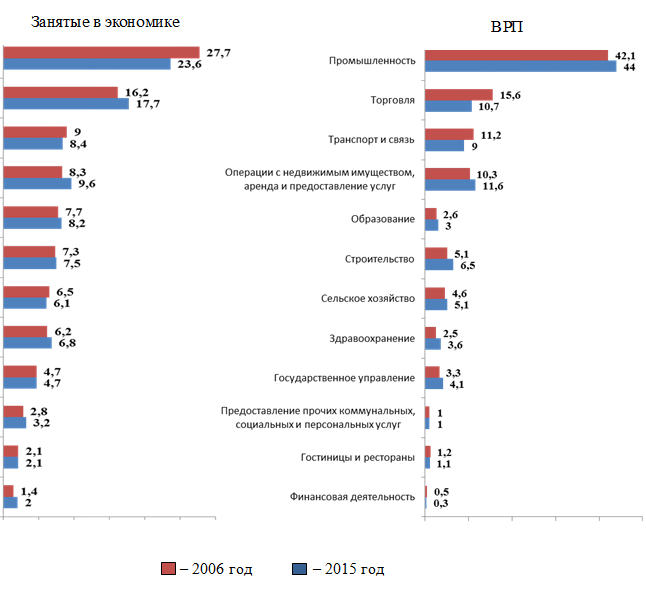 Занятые в экономике
ВРП
27,7
23,6
Промышленность
42,1
44
16,2
17,7
Торговля
15,6
10,7
9
8,4
Транспорт и связь
11,2
9
8,3
9,6
Операции с недвижимым имуществом,
аренда и предоставление услуг
10,3
11,6
7,7
8,2
Образование
2,6
3
7,3
7,5
Строительство
5,1
6,5
6,5
6,1
Сельское хозяйство
4,6
5,1
6,2
6,8
Здравоохранение
2,5
3,6
4,7
4,7
Государственное управление
3,3
4,1
2,8
3,2
Предоставление прочих коммунальных,
социальных и персональных услуг
1
1
2,1
2,1
Гостиницы и рестораны
1,2
1,1
1,4
2
Финансовая деятельность
0,5
0,3
– 2006 год
– 2015 год